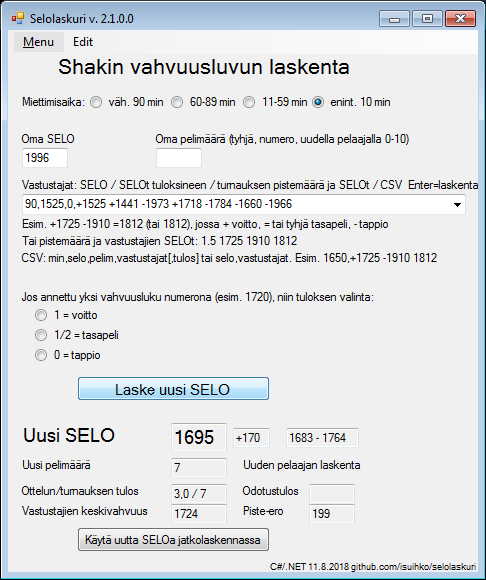 Selolaskuri v. 2.1.0.0
Menu Edit
Shakin vahvuusluvun laskenta
Miettimisaika: väh. 90 min 60-89 min 11-59 min enint. 10 min
Oma SELO Oma pelimäärä (tyhjä, numero, uudella pelaajalla 0-10)
1996
Vastustajat: SELO / SELOt tuloksineen / turnauksen pistemäärä ja SELOt / CSV Enter=laskenta
90,1525,0,+1525 +1441 -1973 +1718 -1784 -1660 -1966
Esim. +1725 -1910 =1812 (tai 1812), jossa + voitto, = tai tyhjä tasapeli, - tappio
Tai pistemäärä ja vastustajien SELOt: 1.5 1725 1910 1812
CSV: min,selo,pelim,vastustajat[,tulos] tai selo,vastustajat. Esim. 1650,+1725 -1910 1812
Jos annettu yksi vahvuusluku numerona (esim. 1720), niin tuloksen valinta:
1 = voitto
1/2 = tasapeli
0 = tappio
Laske uusi SELO
Uusi SELO 1695 +170 1683 - 1764
Uusi pelimäärä 7 Uuden pelaajan laskenta
Ottelun/turnauksen tulos 3,0 / 7 Odotustulos
Vastustajien keskivahvuus 1724 Piste-ero 199
Käytä uutta SELOa jatkolaskennassa
C#/.NET 11.8.2018 github.com/isuihko/selolaskuri